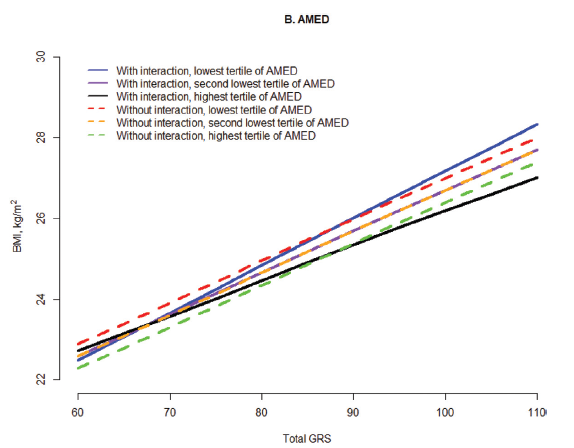 B. AMED
30
28
26
24
22
BMI, kg/m²
With interaction, lowest tertile of AMED
With interaction, second lowest tertile of AMED
With interaction, highest tertile of AMED
Without interaction, lowest tertile of AMED
Without interaction, second lowest tertile of AMED
Without interaction, highest tertile of AMED
60 70 80 90 100 110
Total GRS